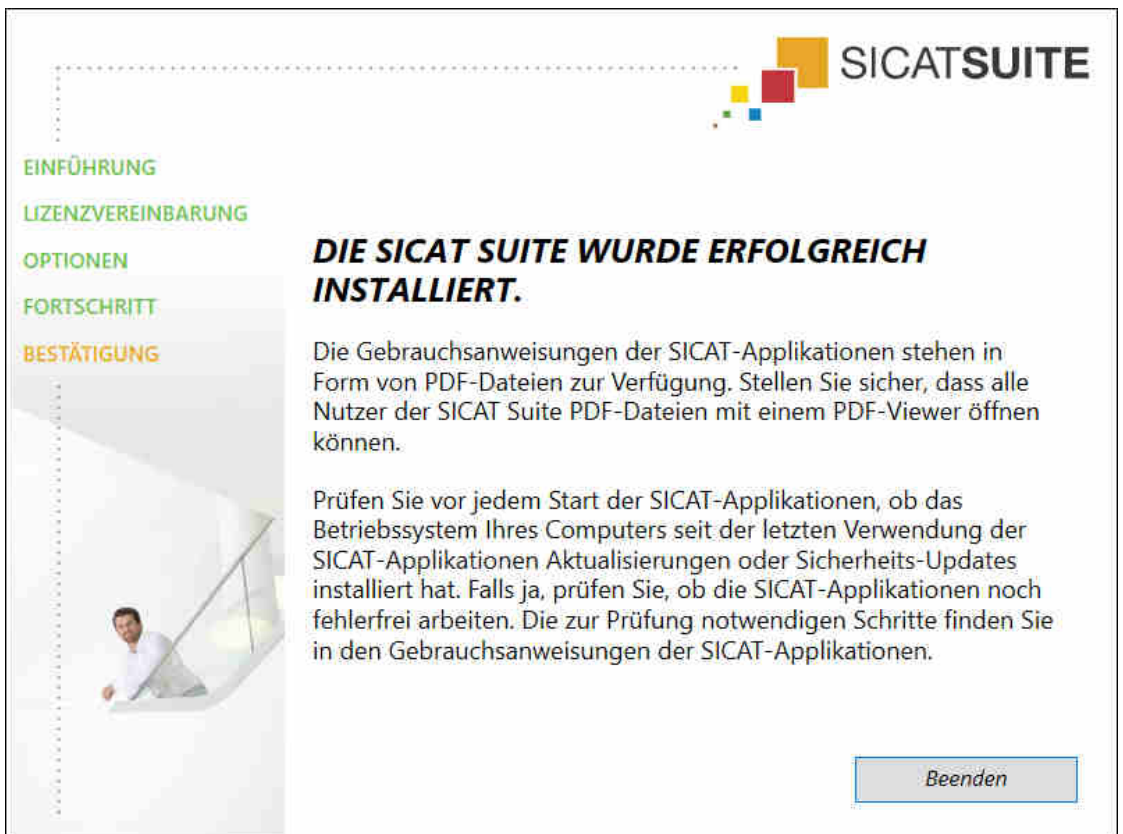 SICATSUITE
EINFÜHRUNG
LIZENZVEREINBARUNG
OPTIONEN
FORTSCHRITT
BESTÄTIGUNG
DIE SICAT SUITE WURDE ERFOLGREICH
INSTALLIERT.
Die Gebrauchsanweisungen der SICAT-Applikationen stehen in
Form von PDF-Dateien zur Verfügung. Stellen Sie sicher, dass alle
Nutzer der SICAT Suite PDF-Dateien mit einem PDF-Viewer öffnen
können.
Prüfen Sie vor jedem Start der SICAT-Applikationen, ob das
Betriebssystem Ihres Computers seit der letzten Verwendung der
SICAT-Applikationen Aktualisierungen oder Sicherheits-Updates
installiert hat. Falls ja, prüfen Sie, ob die SICAT-Applikationen noch
fehlerfrei arbeiten. Die zur Prüfung notwendigen Schritte finden Sie
in den Gebrauchsanweisungen der SICAT-Applikationen.
Beenden